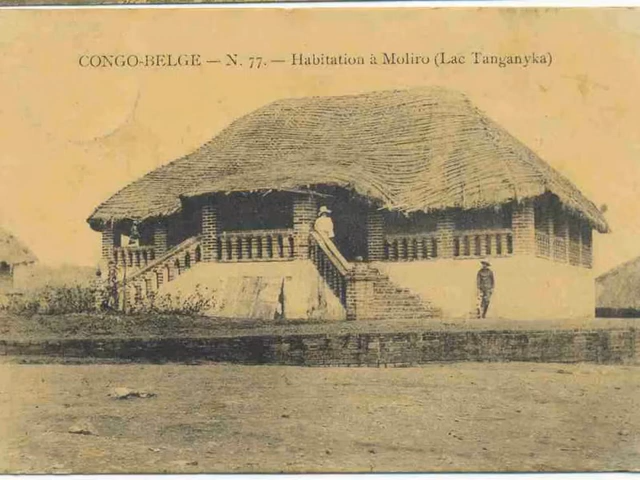 CONGO-BELGE — N. 77. — Habitation à Moliro (Lac Tanganyka)